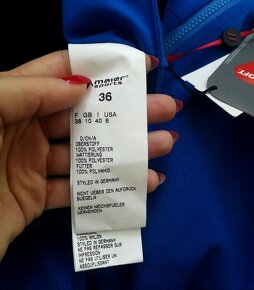 maier
sports
36
F GB I USA
38 10 40 6
D/CH/A
OBERSTOFF
100% POLYESTER
WATTIERUNG
100% POLYESTER
FUTTER
100% POLYAMID
STYLED IN GERMANY
NICHT UEBER DEN AUFDRUCK
BUEGELN
KEINEN WEICHSPUELER
VERWENDEN
100% NYLON
STYLED IN GERMANY
NE PAS REPASSER SUR
IMPRESSION
NE PAS UTILISER UN
ASSOUPLISSANT